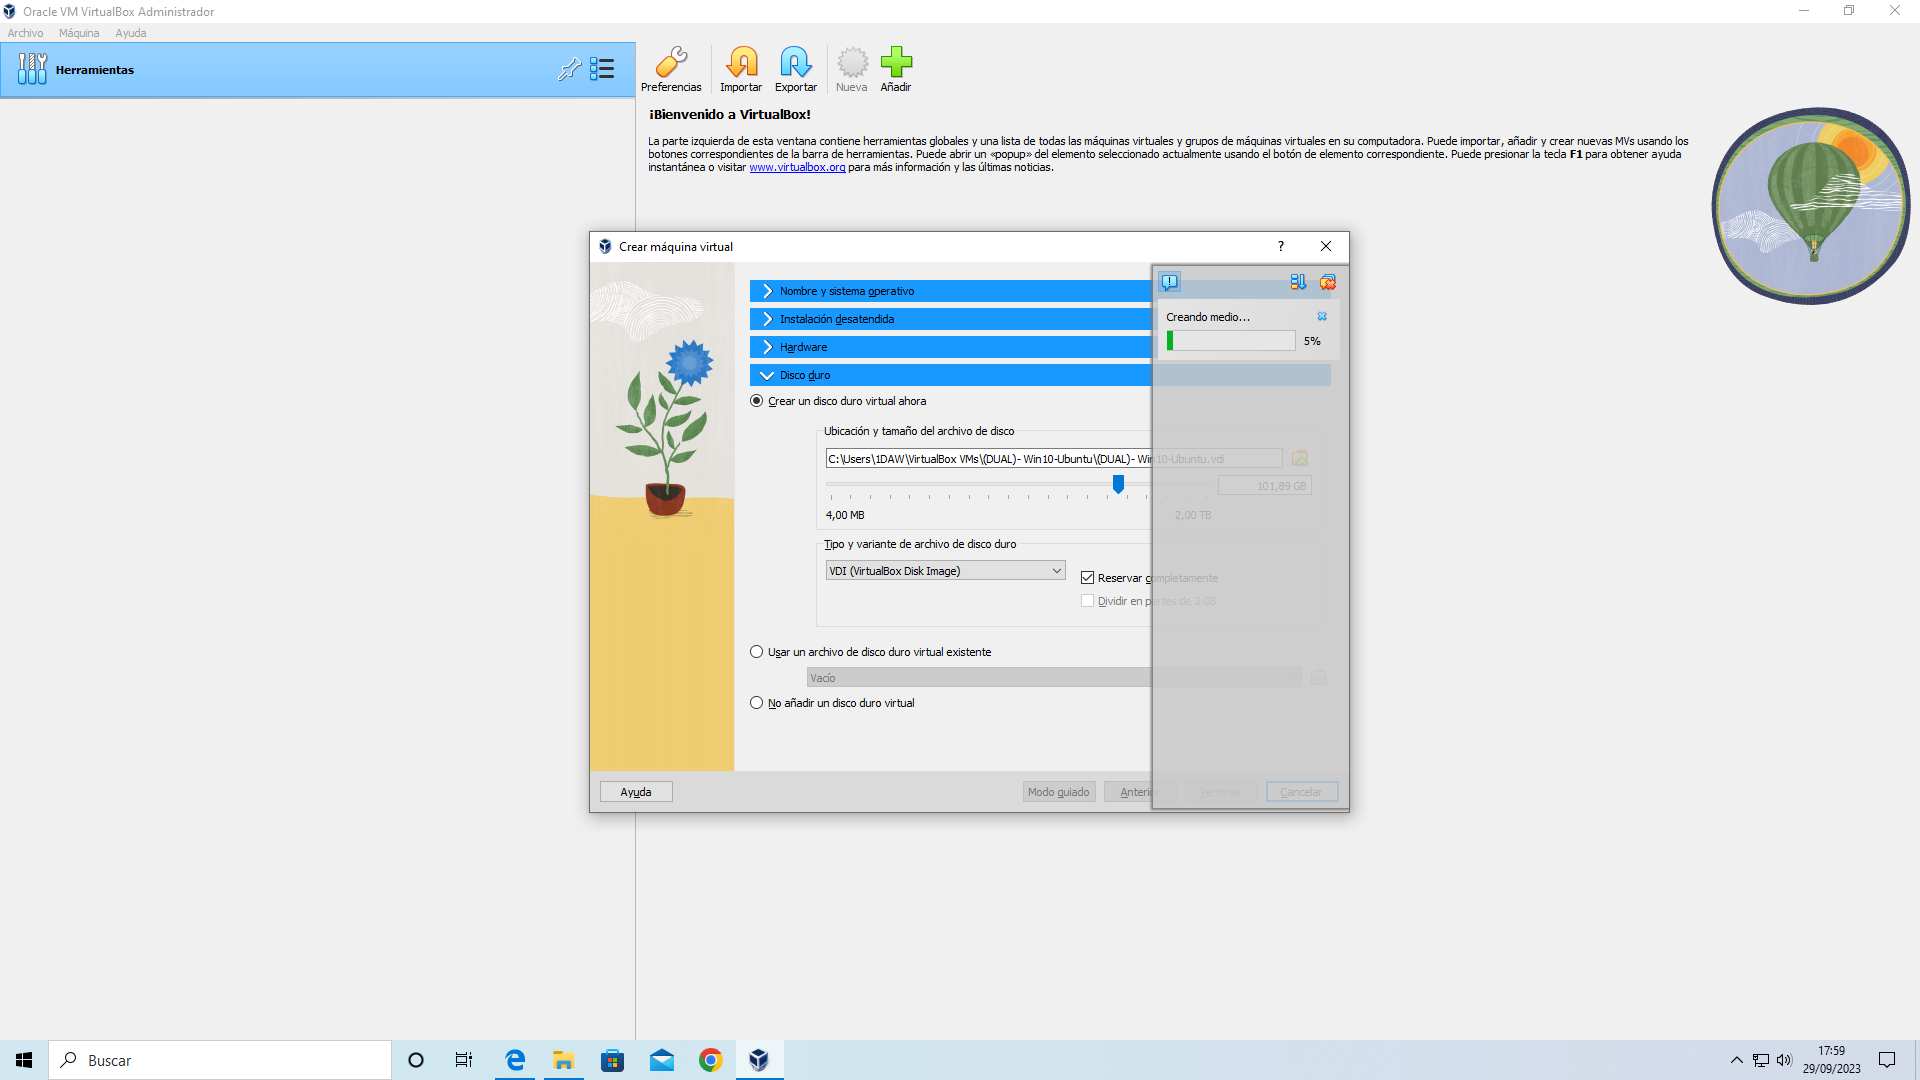 Oracle VM VirtualBox Administrador
Archivo Máquina Ayuda
Herramientas
Preferencias Importar Exportar Nueva Añadir
¡Bienvenido a VirtualBox!
La parte izquierda de esta ventana contiene herramientas globales y una lista de todas las máquinas virtuales y grupos de máquinas virtuales en su computadora. Puede importar, añadir y crear nuevas MVs usando los
botones correspondientes de la barra de herramientas. Puede abrir un «popup» del elemento seleccionado actualmente usando el botón de elemento correspondiente. Puede presionar la tecla F1 para obtener ayuda
instantánea o visitar www.virtualbox.org para más información y las últimas noticias.
Crear máquina virtual
?
Nombre y sistema operativo
Instalación desatendida
Creando medio...
5%
Hardware
Disco duro
Crear un disco duro virtual ahora
Ubicación y tamaño del archivo de disco
C:\Users\1DAW\VirtualBox VMs\(DUAL)- Win10-Ubuntu\(DUAL)- Win10-Ubuntu.vdi
101,89 GB
4,00 MB 2,00 TB
Tipo y variante de archivo de disco duro
VDI (VirtualBox Disk Image)
Reservar completamente
Dividir en partes de 2 GB
Usar un archivo de disco duro virtual existente
Vacío
No añadir un disco duro virtual
Ayuda Modo guiado Anterior Terminar Cancelar
Buscar
17:59
29/09/2023